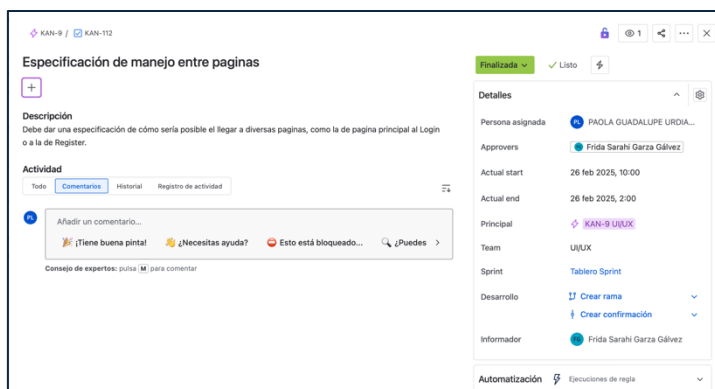 KAN-9 / KAN-112
1
Especificación de manejo entre paginas
Finalizada
Listo
Descripción
Debe dar una especificación de cómo sería posible el llegar a diversas paginas, como la de pagina principal al Login
o a la de Register.
Actividad
Todo Comentarios Historial Registro de actividad
PL
Añadir un comentario...
¡Tiene buena pinta! ¿Necesitas ayuda? Esto está bloqueado... ¿Puedes
Consejo de expertos: pulsa M para comentar
Detalles
Persona asignada PL PAOLA GUADALUPE URDIA...
Approvers FG Frida Sarahi Garza Gálvez
Actual start 26 feb 2025, 10:00
Actual end 26 feb 2025, 2:00
Principal KAN-9 UI/UX
Team UI/UX
Sprint Tablero Sprint
Desarrollo Crear rama
Crear confirmación
Informador FG Frida Sarahi Garza Gálvez
Automatización Ejecuciones de regla